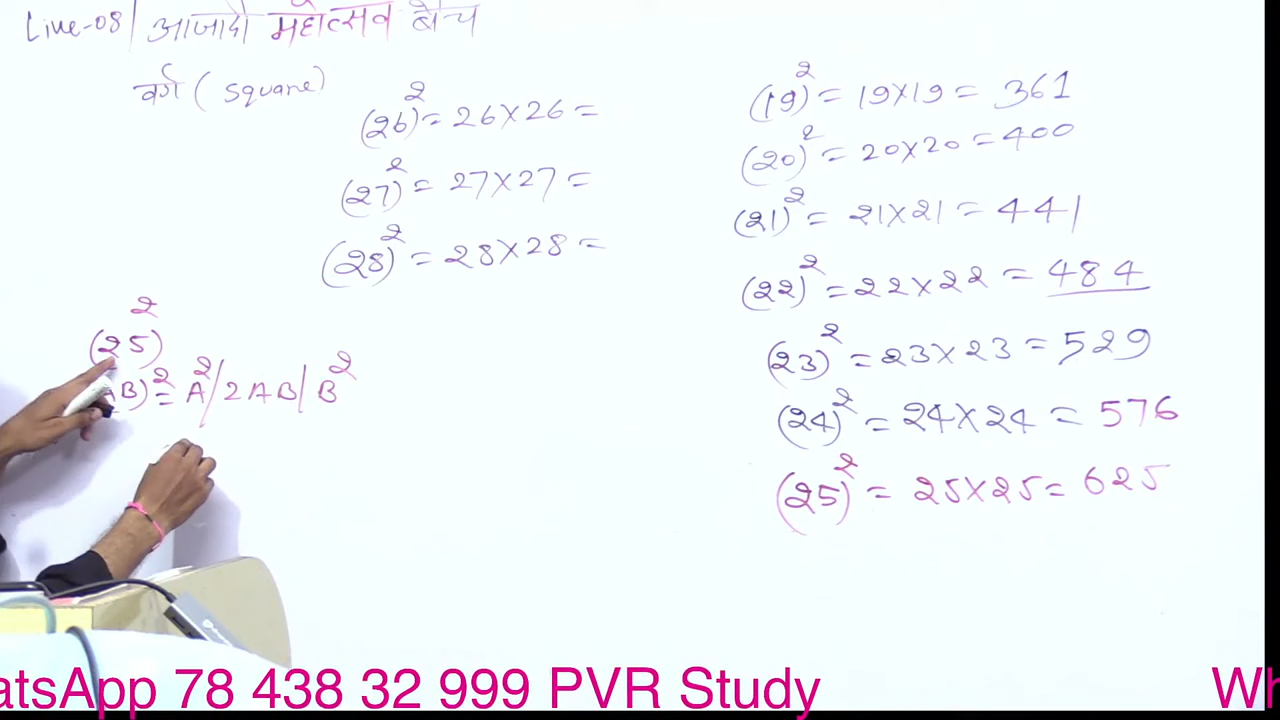 Live-08 | आजादी महोत्सव बैच
वर्ग ( square)
(26)² = 26×26 =
(27)² = 27×27 =
(28)² = 28×28 =
(25)²
AB)² = A²/2AB/B²
(19)² = 19×19 = 361
(20)² = 20×20 = 400
(21)² = 21×21 = 441
(22)² = 22×22 = 484
(23)² = 23×23 = 529
(24)² = 24×24 = 576
(25)² = 25×25 = 625
atsApp 78 438 32 999 PVR Study Wh